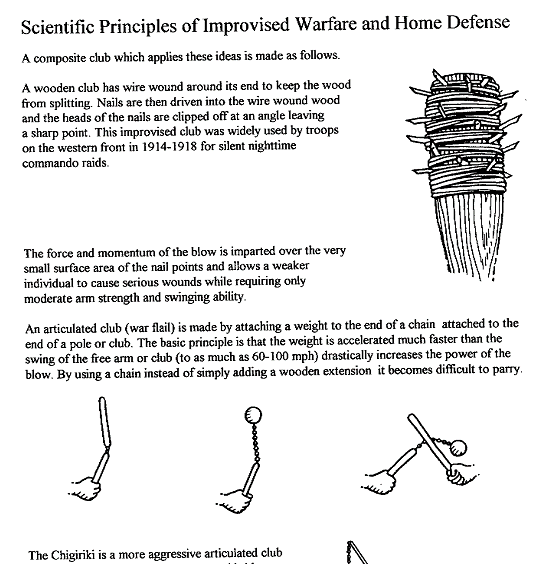 Scientific Principles of Improvised Warfare and Home Defense
A composite club which applies these ideas is made as follows.
A wooden club has wire wound around its end to keep the wood
from splitting. Nails are then driven into the wire wound wood
and the heads of the nails are clipped off at an angle leaving
a sharp point. This improvised club was widely used by troops
on the western front in 1914-1918 for silent nighttime
commando raids.
The force and momentum of the blow is imparted over the very
small surface area of the nail points and allows a weaker
individual to cause serious wounds while requiring only
moderate arm strength and swinging ability.
An articulated club (war flail) is made by attaching a weight to the end of a chain attached to the
end of a pole or club. The basic principle is that the weight is accelerated much faster than the
swing of the free arm or club (to as much as 60-100 mph) drastically increases the power of the
blow. By using a chain instead of simply adding a wooden extension it becomes difficult to parry.
The Chigiriki is a more aggressive articulated club